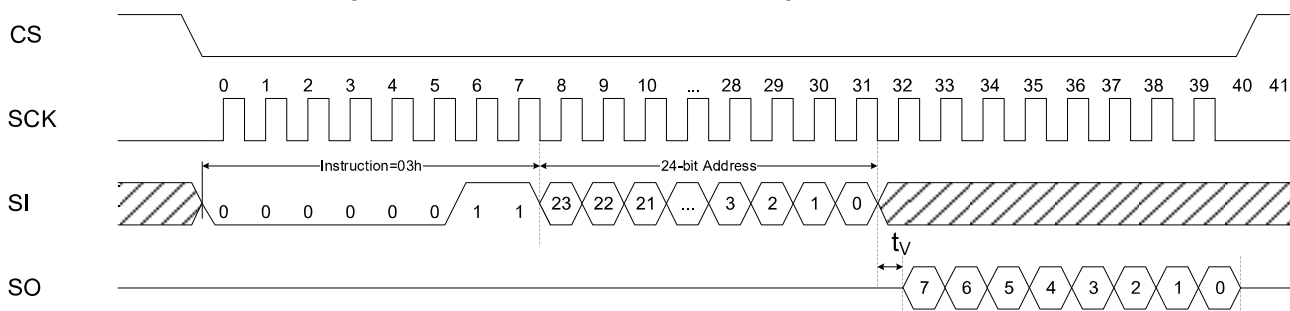 CS
0 1 2 3 4 5 6 7 8 9 10 ... 28 29 30 31 32 33 34 35 36 37 38 39 40 41
SCK
Instruction=03h 24-bit Address
SI 0 0 0 0 0 0 1 1 23 22 21 ... 3 2 1 0
tV
SO 7 6 5 4 3 2 1 0